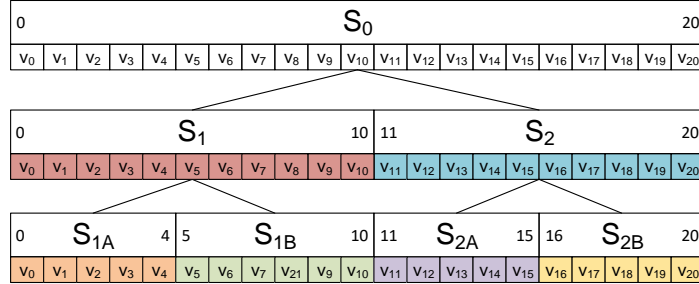 0 S₀ 20
v₀ v₁ v₂ v₃ v₄ v₅ v₆ v₇ v₈ v₉ v₁₀ v₁₁ v₁₂ v₁₃ v₁₄ v₁₅ v₁₆ v₁₇ v₁₈ v₁₉ v₂₀
0 S₁ 10 11 S₂ 20
v₀ v₁ v₂ v₃ v₄ v₅ v₆ v₇ v₈ v₉ v₁₀ v₁₁ v₁₂ v₁₃ v₁₄ v₁₅ v₁₆ v₁₇ v₁₈ v₁₉ v₂₀
0 S₁A 4 5 S₁B 10 11 S₂A 15 16 S₂B 20
v₀ v₁ v₂ v₃ v₄ v₅ v₆ v₇ v₂₁ v₉ v₁₀ v₁₁ v₁₂ v₁₃ v₁₄ v₁₅ v₁₆ v₁₇ v₁₈ v₁₉ v₂₀